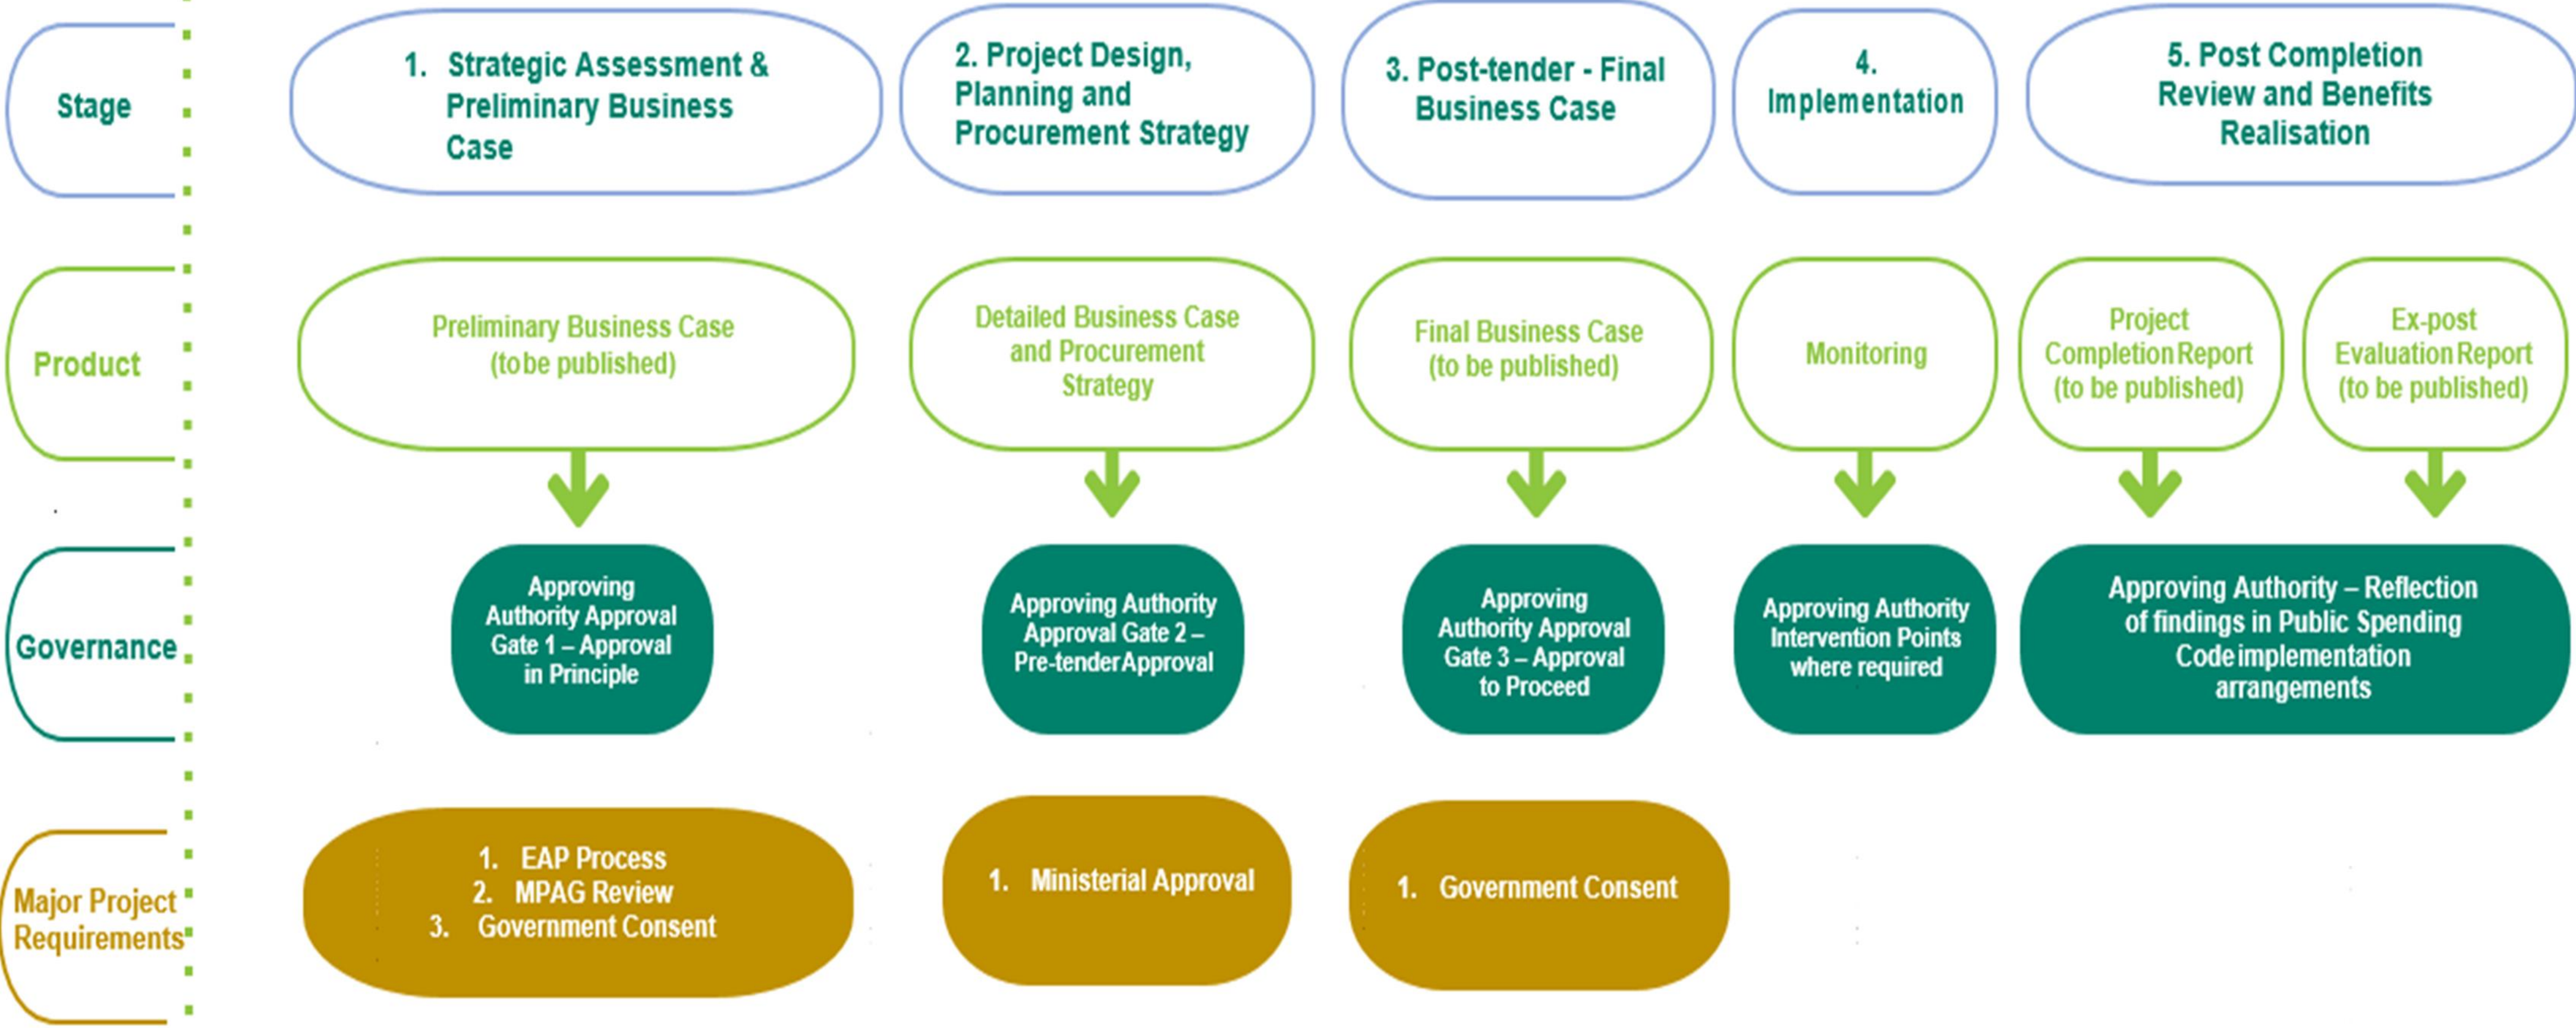 Stage
1. Strategic Assessment &
Preliminary Business
Case
2. Project Design,
Planning and
Procurement Strategy
3. Post-tender - Final
Business Case
4.
Implementation
5. Post Completion
Review and Benefits
Realisation
Product
Preliminary Business Case
(to be published)
Detailed Business Case
and Procurement
Strategy
Final Business Case
(to be published)
Monitoring
Project
Completion Report
(to be published)
Ex-post
Evaluation Report
(to be published)
Governance
Approving
Authority Approval
Gate 1 – Approval
in Principle
Approving Authority
Approval Gate 2 –
Pre-tender Approval
Approving
Authority Approval
Gate 3 – Approval
to Proceed
Approving Authority
Intervention Points
where required
Approving Authority – Reflection
of findings in Public Spending
Code implementation
arrangements
Major Project
Requirements
1. EAP Process
2. MPAG Review
3. Government Consent
1. Ministerial Approval
1. Government Consent